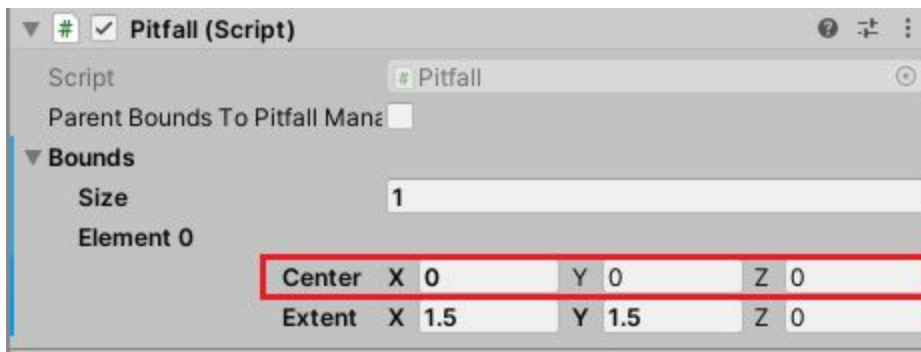 Pitfall (Script)
Script # Pitfall
Parent Bounds To Pitfall Mana
Bounds
Size 1
Element 0
Center X 0 Y 0 Z 0
Extent X 1.5 Y 1.5 Z 0